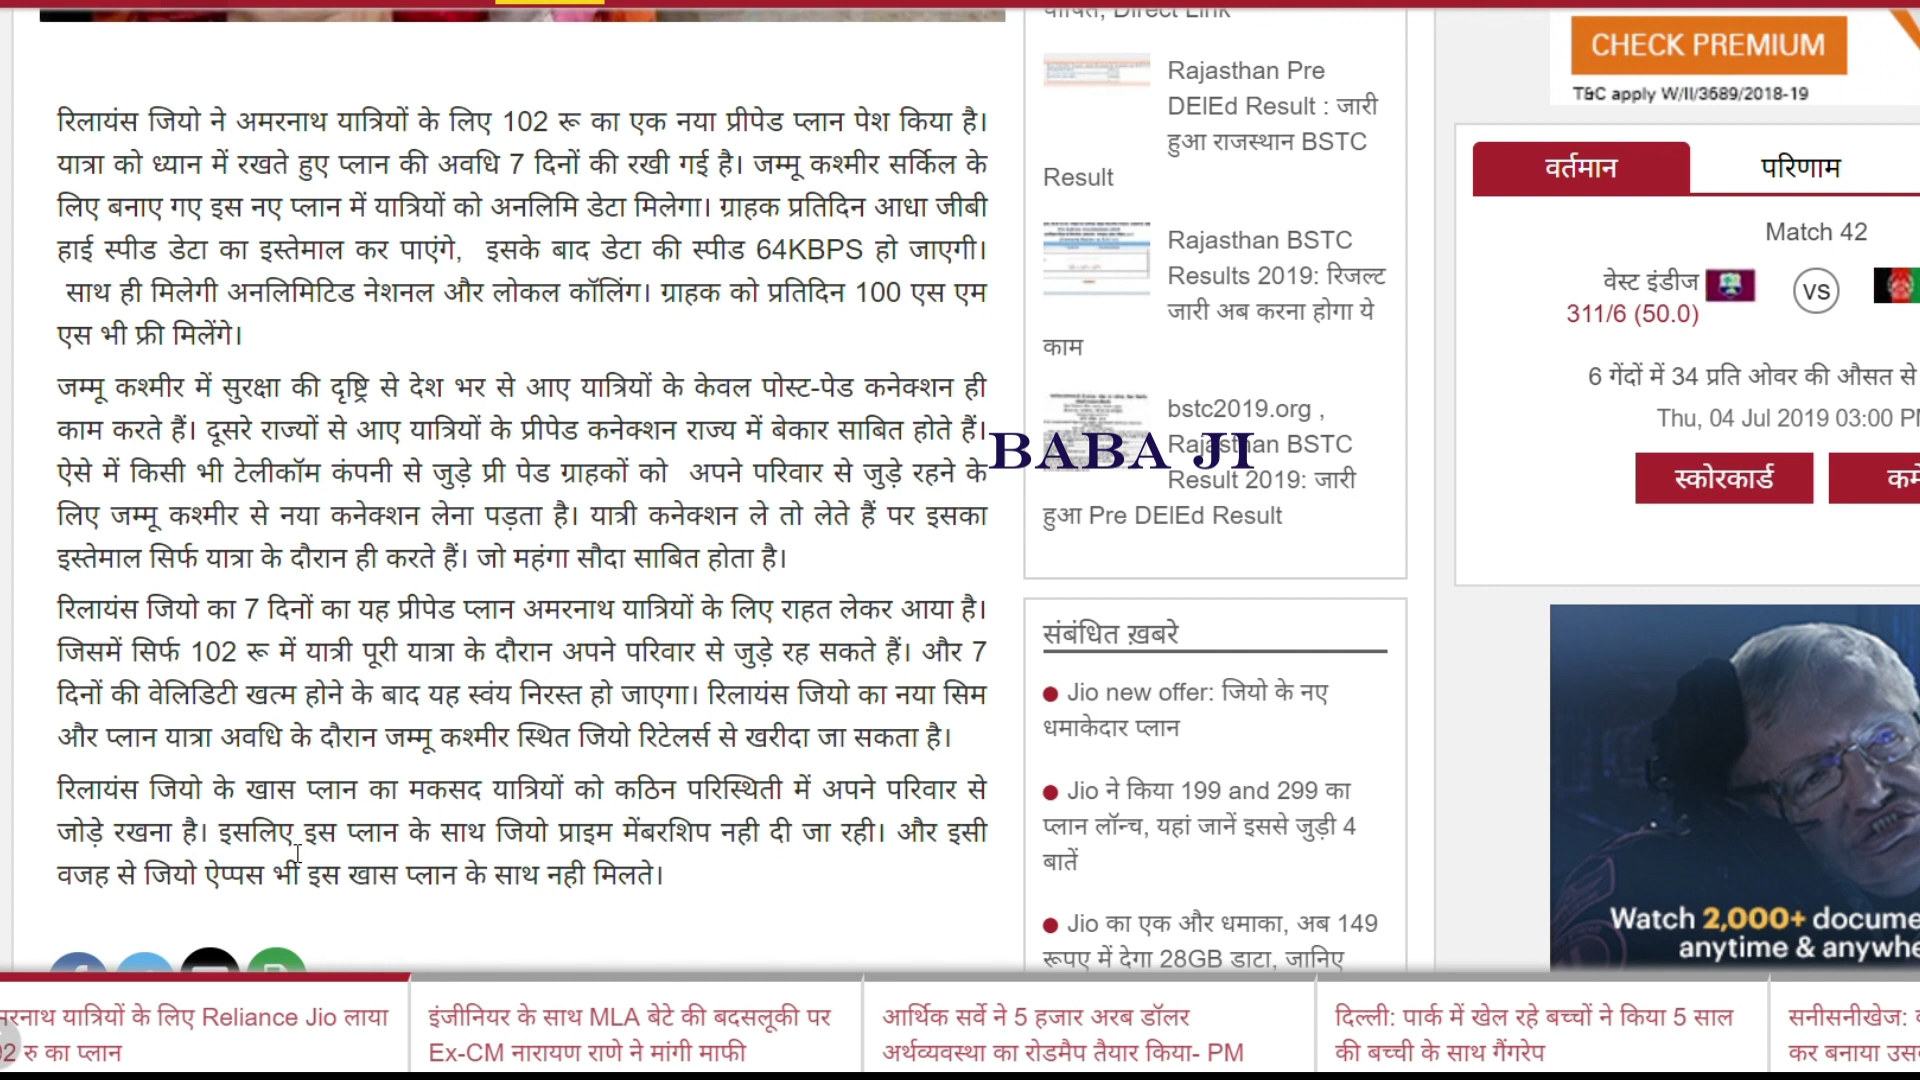 रिलायंस जियो ने अमरनाथ यात्रियों के लिए 102 रू का एक नया प्रीपेड प्लान पेश किया है।
यात्रा को ध्यान में रखते हुए प्लान की अवधि 7 दिनों की रखी गई है। जम्मू कश्मीर सर्किल के
लिए बनाए गए इस नए प्लान में यात्रियों को अनलिमि डेटा मिलेगा। ग्राहक प्रतिदिन आधा जीबी
हाई स्पीड डेटा का इस्तेमाल कर पाएंगे, इसके बाद डेटा की स्पीड 64KBPS हो जाएगी।
साथ ही मिलेगी अनलिमिटिड नेशनल और लोकल कॉलिंग। ग्राहक को प्रतिदिन 100 एस एम
एस भी फ्री मिलेंगे।
जम्मू कश्मीर में सुरक्षा की दृष्टि से देश भर से आए यात्रियों के केवल पोस्ट-पेड कनेक्शन ही
काम करते हैं। दूसरे राज्यों से आए यात्रियों के प्रीपेड कनेक्शन राज्य में बेकार साबित होते हैं।
ऐसे में किसी भी टेलीकॉम कंपनी से जुड़े प्री पेड ग्राहकों को अपने परिवार से जुड़े रहने के
लिए जम्मू कश्मीर से नया कनेक्शन लेना पड़ता है। यात्री कनेक्शन ले तो लेते हैं पर इसका
इस्तेमाल सिर्फ यात्रा के दौरान ही करते हैं। जो महंगा सौदा साबित होता है।
रिलायंस जियो का 7 दिनों का यह प्रीपेड प्लान अमरनाथ यात्रियों के लिए राहत लेकर आया है।
जिसमें सिर्फ 102 रू में यात्री पूरी यात्रा के दौरान अपने परिवार से जुड़े रह सकते हैं। और 7
दिनों की वेलिडिटी खत्म होने के बाद यह स्वंय निरस्त हो जाएगा। रिलायंस जियो का नया सिम
और प्लान यात्रा अवधि के दौरान जम्मू कश्मीर स्थित जियो रिटेलर्स से खरीदा जा सकता है।
रिलायंस जियो के खास प्लान का मकसद यात्रियों को कठिन परिस्थिती में अपने परिवार से
जोड़े रखना है। इसलिए इस प्लान के साथ जियो प्राइम मेंबरशिप नही दी जा रही। और इसी
वजह से जियो ऐप्पस भी इस खास प्लान के साथ नही मिलते।
Direct Link
Rajasthan Pre
DElEd Result : जारी
हुआ राजस्थान BSTC
Result
Rajasthan BSTC
Results 2019: रिजल्ट
जारी अब करना होगा ये
काम
bstc2019.org ,
Rajasthan BSTC
Result 2019: जारी
हुआ Pre DElEd Result
BABA JI
संबंधित ख़बरे
Jio new offer: जियो के नए
धमाकेदार प्लान
Jio ने किया 199 and 299 का
प्लान लॉन्च, यहां जानें इससे जुड़ी 4
बातें
Jio का एक और धमाका, अब 149
रूपए में देगा 28GB डाटा, जानिए
CHECK PREMIUM
T&C apply W/II/3689/2018-19
वर्तमान परिणाम
Match 42
वेस्ट इंडीज
VS
311/6 (50.0)
6 गेंदों में 34 प्रति ओवर की औसत से
Thu, 04 Jul 2019 03:00
स्कोरकार्ड
Watch 2,000+
anytime &
यात्रियों के लिए Reliance Jio लाया
रु का प्लान
इंजीनियर के साथ MLA बेटे की बदसलूकी पर
Ex-CM नारायण राणे ने मांगी माफी
आर्थिक सर्वे ने 5 हजार अरब डॉलर
अर्थव्यवस्था का रोडमैप तैयार किया- PM
दिल्ली: पार्क में खेल रहे बच्चों ने किया 5 साल
की बच्ची के साथ गैंगरेप
सनीसनीखेज:
कर बनाया